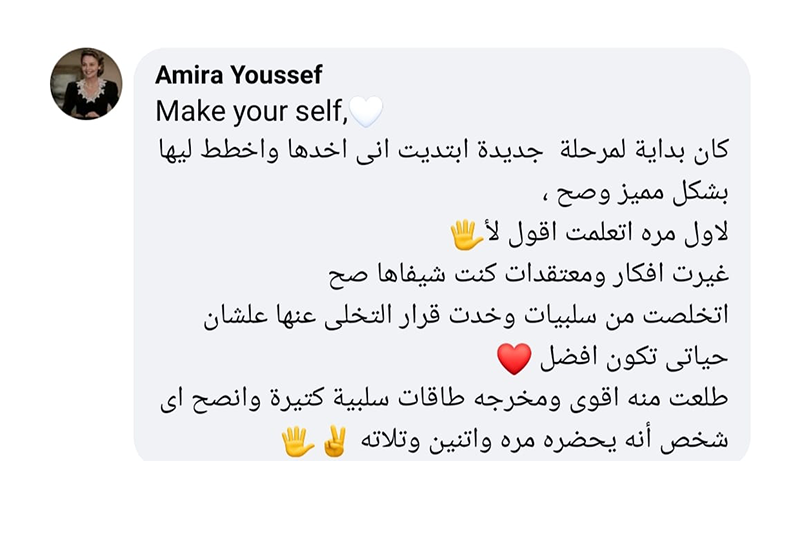 Amira Youssef
Make your self,🤍
كان بداية لمرحلة جديدة ابتديت انى اخدها واخطط ليها
بشكل مميز وصح ،
لاول مره اتعلمت اقول لأ🖐
غيرت افكار ومعتقدات كنت شيفاها صح
اتخلصت من سلبيات وخدت قرار التخلى عنها علشان
حياتى تكون افضل ❤️
طلعت منه اقوى ومخرجه طاقات سلبية كتيرة وانصح اى
شخص أنه يحضره مره واتنين وتلاته ✌️🖐